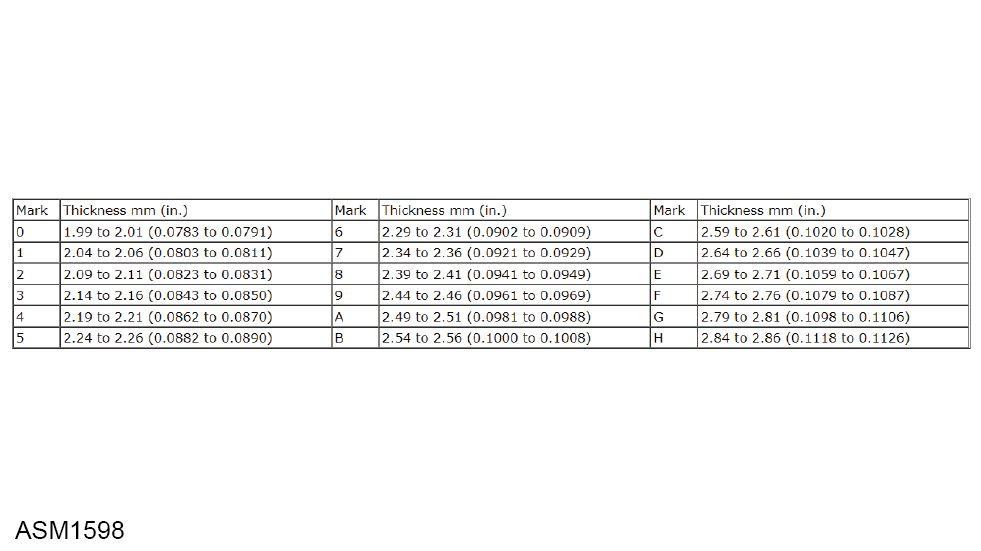 Mark Thickness mm (in.) Mark Thickness mm (in.) Mark Thickness mm (in.)
0 1.99 to 2.01 (0.0783 to 0.0791) 6 2.29 to 2.31 (0.0902 to 0.0909) C 2.59 to 2.61 (0.1020 to 0.1028)
1 2.04 to 2.06 (0.0803 to 0.0811) 7 2.34 to 2.36 (0.0921 to 0.0929) D 2.64 to 2.66 (0.1039 to 0.1047)
2 2.09 to 2.11 (0.0823 to 0.0831) 8 2.39 to 2.41 (0.0941 to 0.0949) E 2.69 to 2.71 (0.1059 to 0.1067)
3 2.14 to 2.16 (0.0843 to 0.0850) 9 2.44 to 2.46 (0.0961 to 0.0969) F 2.74 to 2.76 (0.1079 to 0.1087)
4 2.19 to 2.21 (0.0862 to 0.0870) A 2.49 to 2.51 (0.0981 to 0.0988) G 2.79 to 2.81 (0.1098 to 0.1106)
5 2.24 to 2.26 (0.0882 to 0.0890) B 2.54 to 2.56 (0.1000 to 0.1008) H 2.84 to 2.86 (0.1118 to 0.1126)
ASM1598